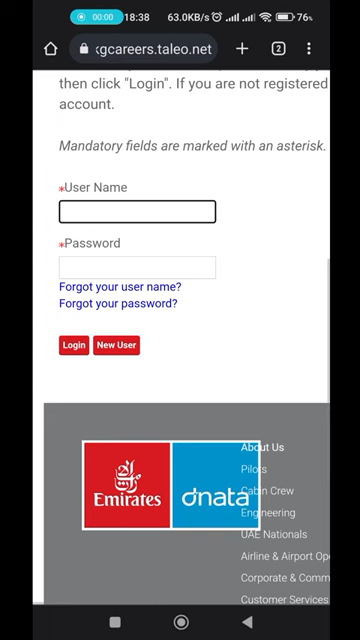 00:00 18:38 63.0KB/s 76%
‹gcareers.taleo.net 2
then click "Login". If you are not registered
account.
Mandatory fields are marked with an asterisk.
*User Name
*Password
Forgot your user name?
Forgot your password?
Login New User
About Us
Pilots
Cabin Crew
Engineering
UAE Nationals
Airline & Airport Ope
Corporate & Comm
Customer Services
Emirates
dnata